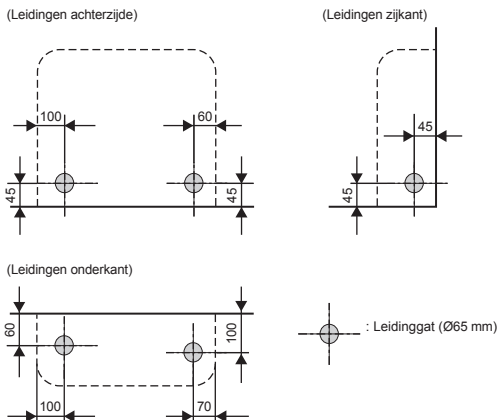 (Leidingen achterzijde)
(Leidingen zijkant)
100
60
45
45
45
45
(Leidingen onderkant)
60
100
: Leidinggat (Ø65 mm)
100
70